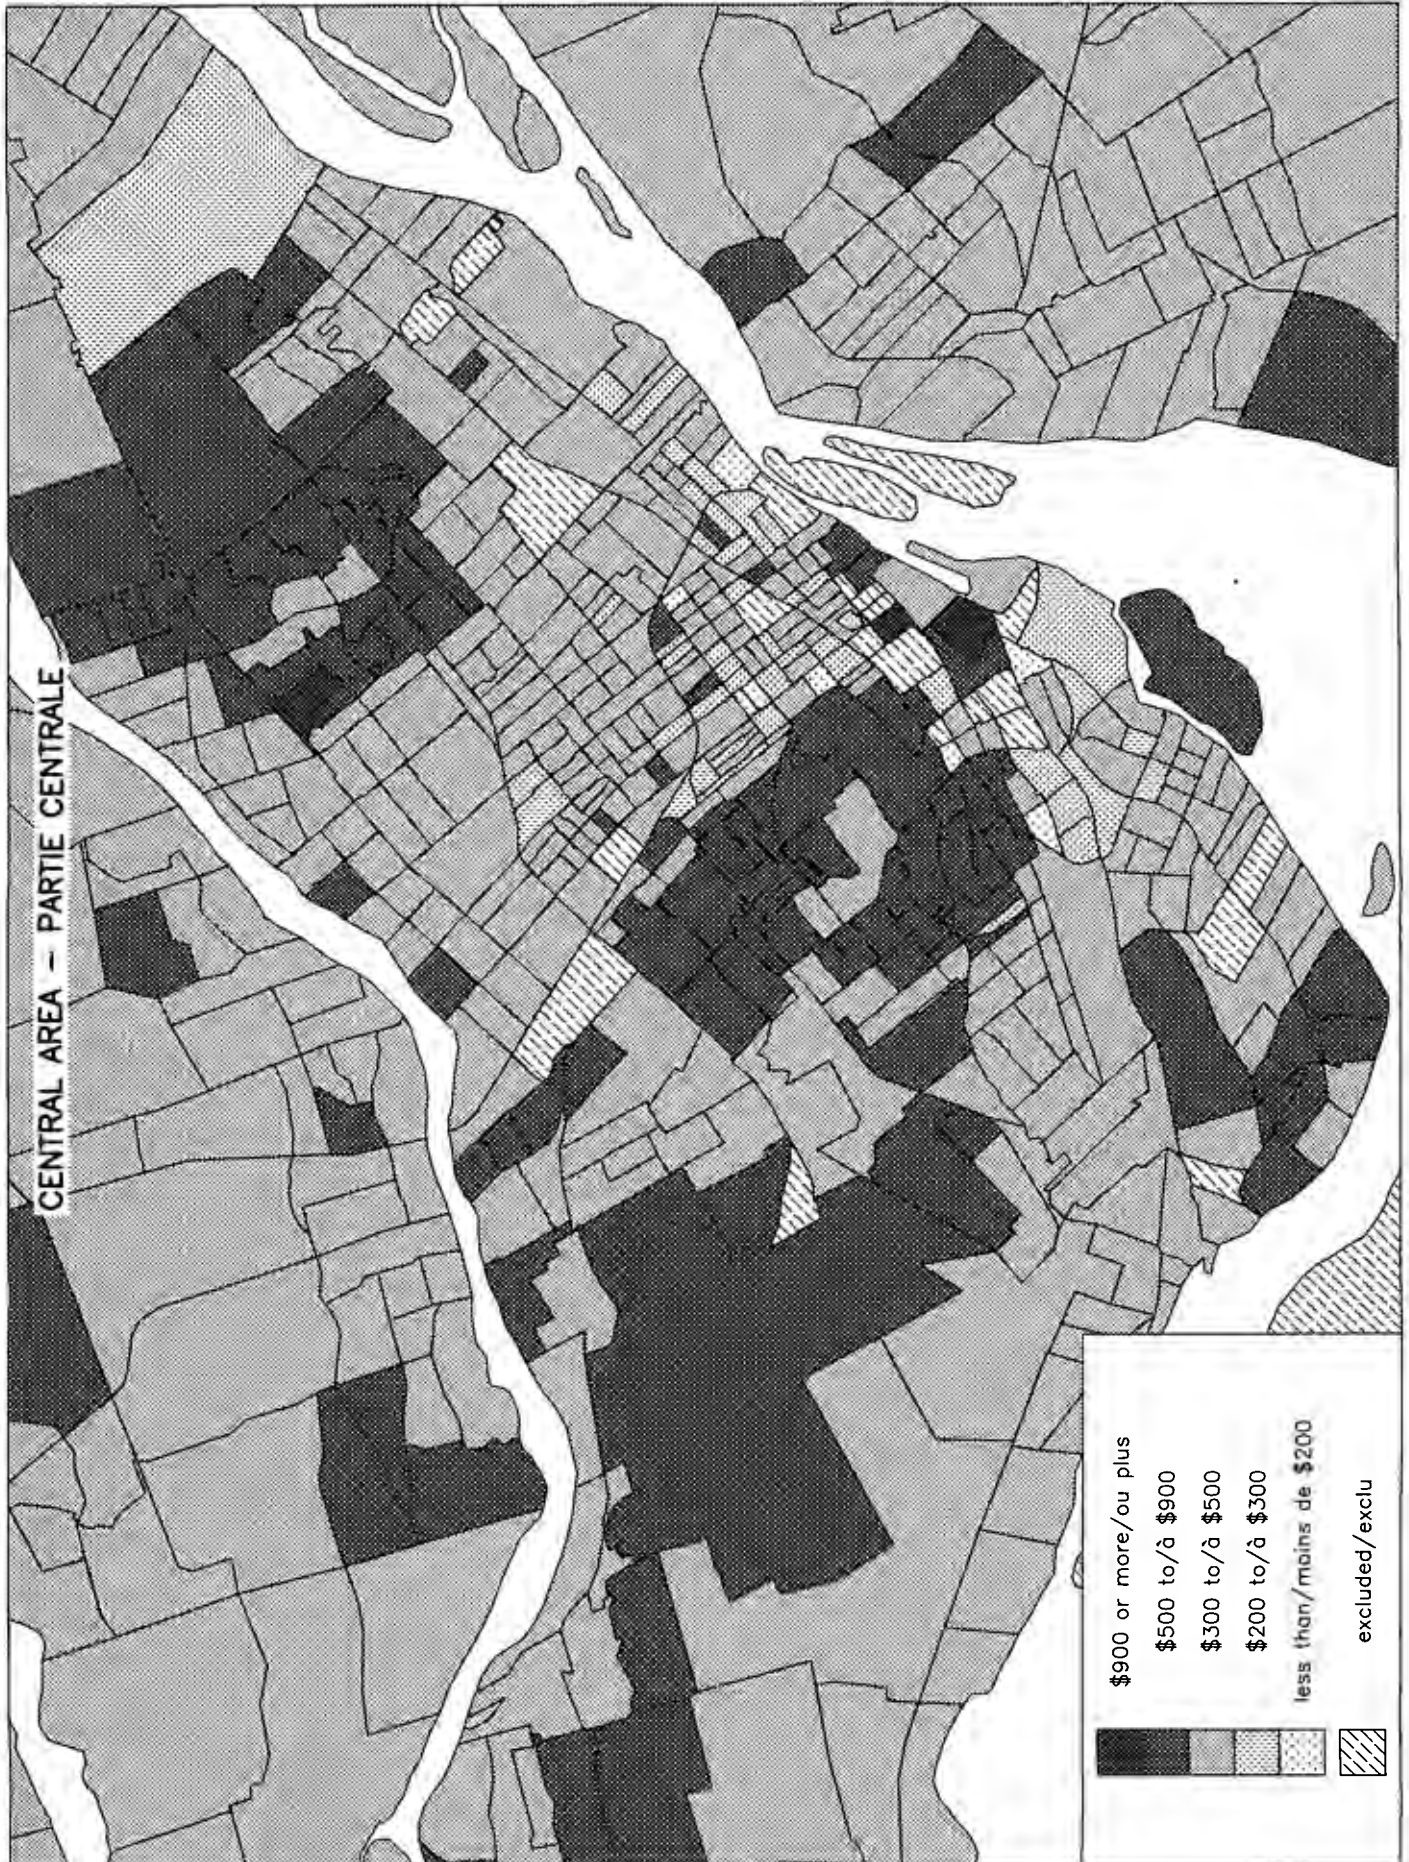 CENTRAL AREA – PARTIE CENTRALE
$900 or more/ou plus
$500 to/à $900
$300 to/à $500
$200 to/à $300
less than/moins de $200
excluded/exclu